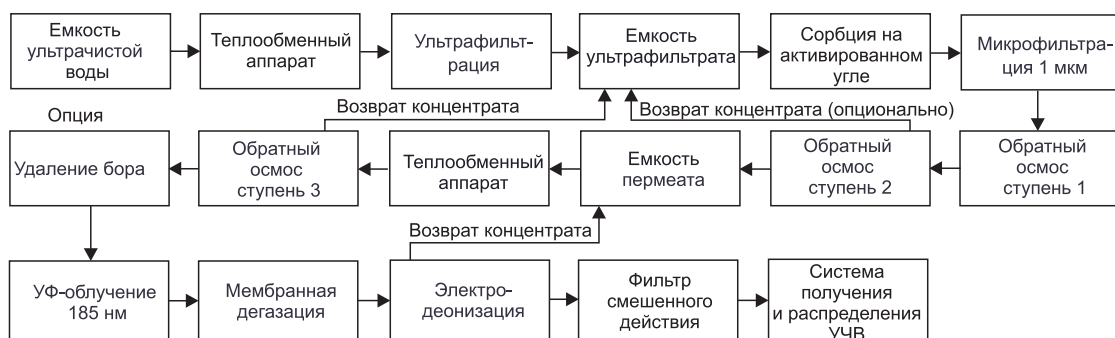 Емкость
ультрачистой
воды
Теплообменный
аппарат
Ультрафильт-
рация
Емкость
ультрафильтрата
Сорбция на
активированном
угле
Микрофильтра-
ция 1 мкм
Возврат концентрата
Возврат концентрата (опционально)
Опция
Удаление бора
Обратный
осмос
ступень 3
Теплообменный
аппарат
Емкость
пермеата
Обратный
осмос
ступень 2
Обратный
осмос
ступень 1
Возврат концентрата
УФ-облучение
185 нм
Мембранная
дегазация
Электро-
деонизация
Фильтр
смешенного
действия
Система
получения
и распределения
УЧВ